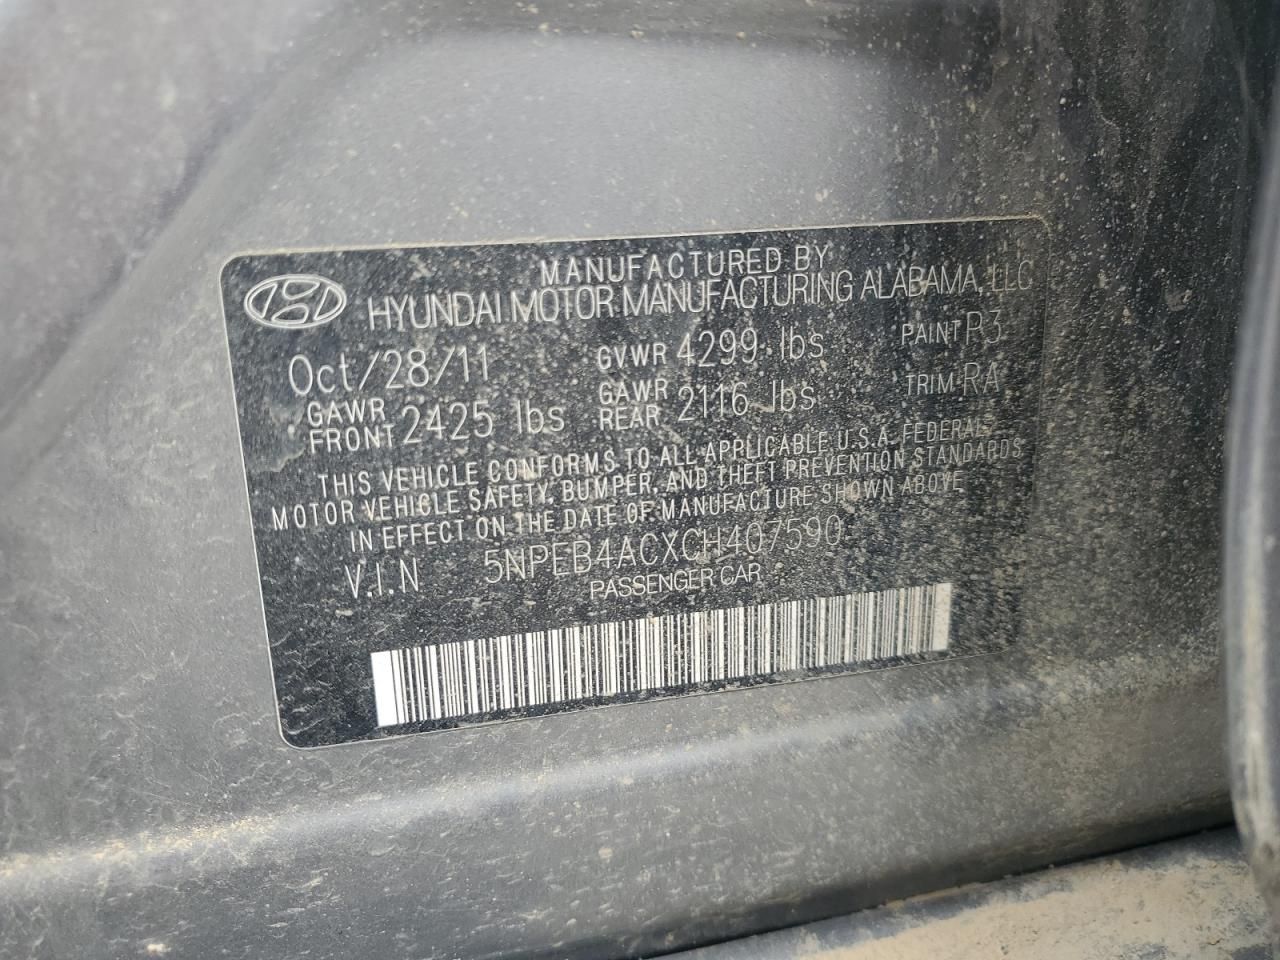 MANUFACTURED BY
HYUNDAI MOTOR MANUFACTURING ALABAMA, LLC
Oct/28/11 GVWR 4299 lbs PAINT R3
GAWR FRONT 2425 lbs GAWR REAR 2116 lbs TRIM RA
THIS VEHICLE CONFORMS TO ALL APPLICABLE U.S.A. FEDERAL
MOTOR VEHICLE SAFETY, BUMPER, AND THEFT PREVENTION STANDARDS
IN EFFECT ON THE DATE OF MANUFACTURE SHOWN ABOVE
V.I.N 5NPEB4ACXCH407590
PASSENGER CAR